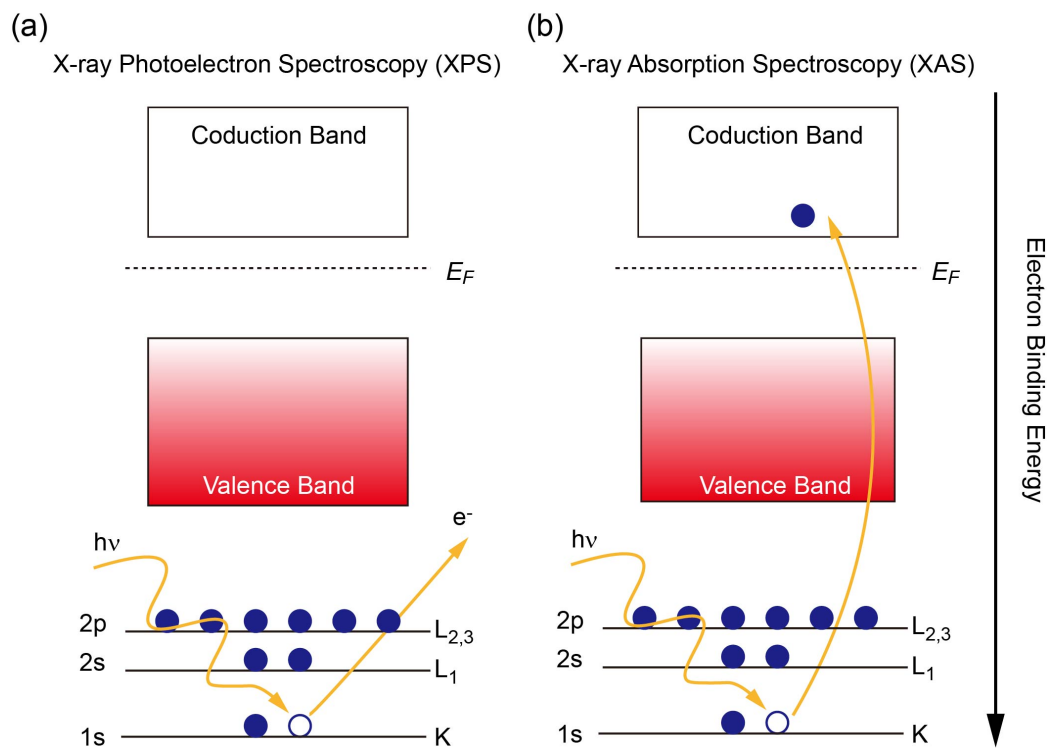 (a)
X-ray Photoelectron Spectroscopy (XPS)
Coduction Band
E_F
Valence Band
e⁻
hν
2p
L₂,₃
2s
L₁
1s
K
(b)
X-ray Absorption Spectroscopy (XAS)
Coduction Band
E_F
Valence Band
hν
2p
L₂,₃
2s
L₁
1s
K
Electron Binding Energy